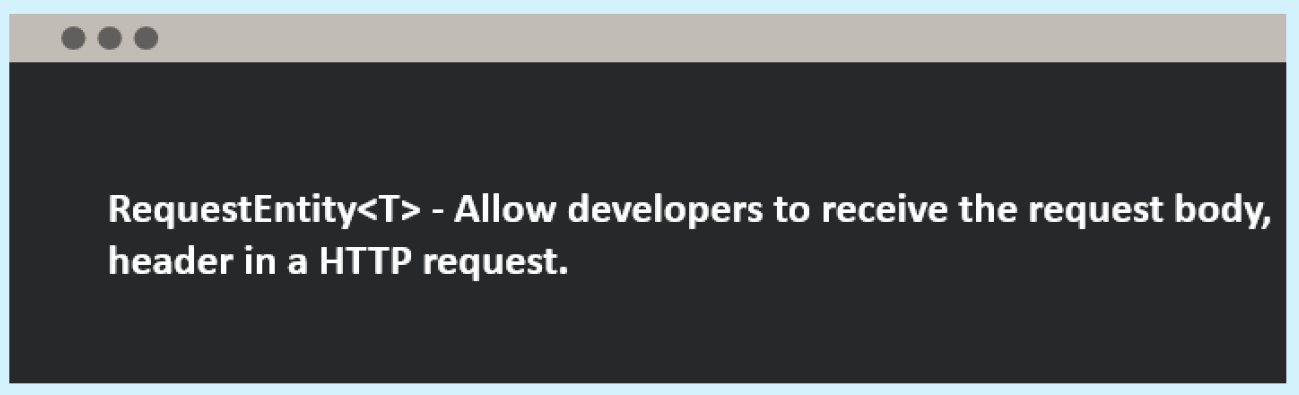 RequestEntity<T> - Allow developers to receive the request body,
header in a HTTP request.